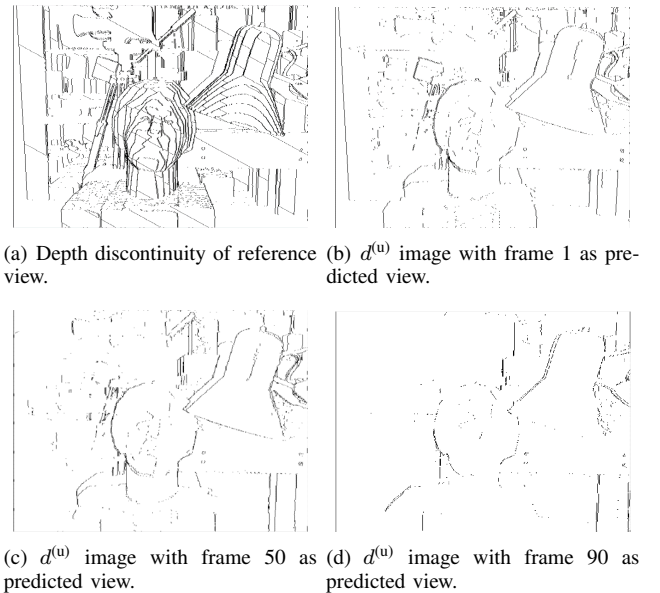 (a) Depth discontinuity of reference
view.
(b) d(u) image with frame 1 as pre-
dicted view.
(c) d(u) image with frame 50 as
predicted view.
(d) d(u) image with frame 90 as
predicted view.